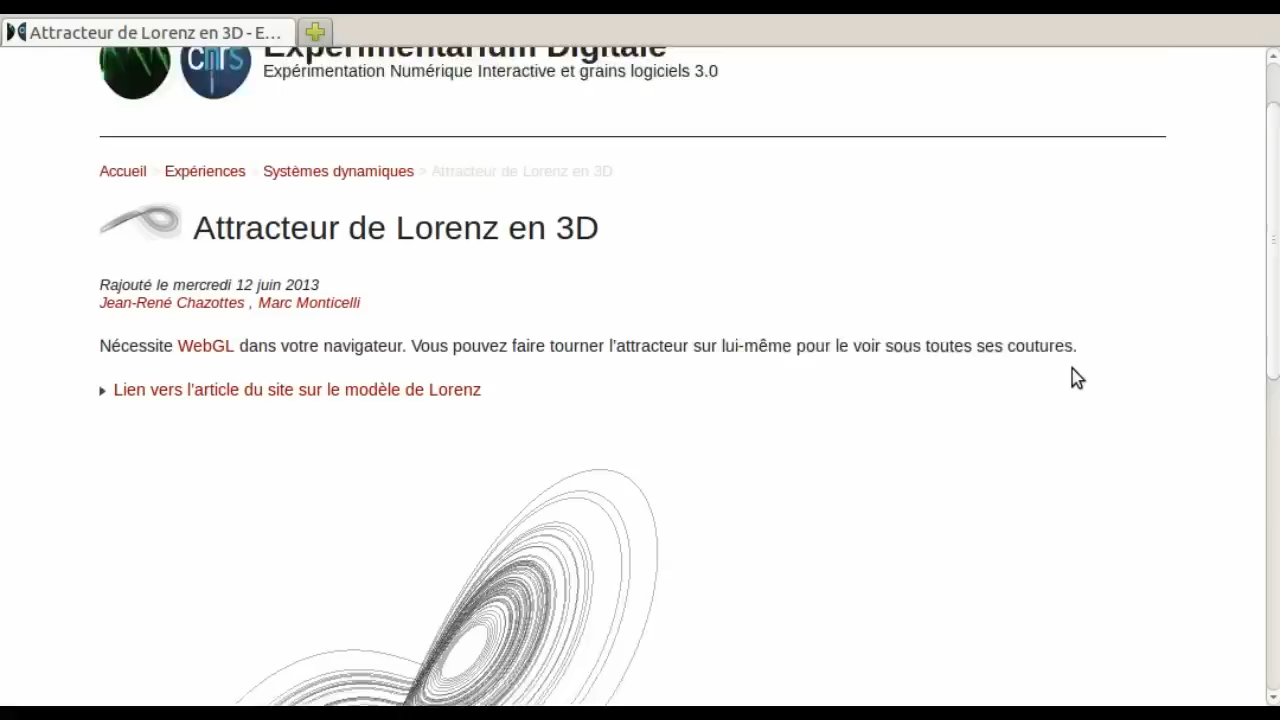 Attracteur de Lorenz en 3D - E...
cnrs
Experimentarium Digitale
Expérimentation Numérique Interactive et grains logiciels 3.0
Accueil > Expériences > Systèmes dynamiques > Attracteur de Lorenz en 3D
Attracteur de Lorenz en 3D
Rajouté le mercredi 12 juin 2013
Jean-René Chazottes , Marc Monticelli
Nécessite WebGL dans votre navigateur. Vous pouvez faire tourner l'attracteur sur lui-même pour le voir sous toutes ses coutures.
Lien vers l'article du site sur le modèle de Lorenz